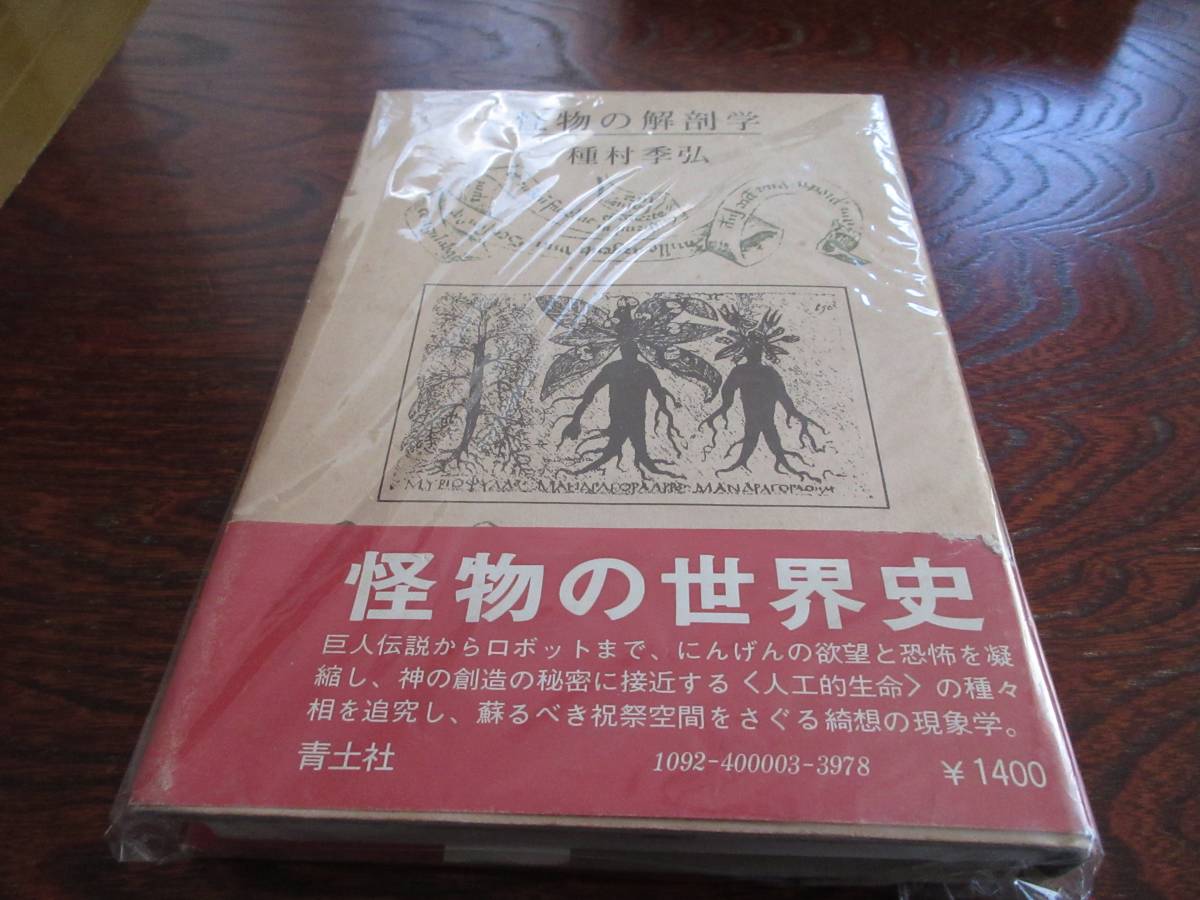 怪物の解剖学
種村季弘
1501
怪物の世界史
巨人伝説からロボットまで、にんげんの欲望と恐怖を凝
縮し、神の創造の秘密に接近する〈人工的生命〉の種々
相を追究し、蘇るべき祝祭空間をさぐる綺想の現象学。
青土社 1092-400003-3978 ¥1400